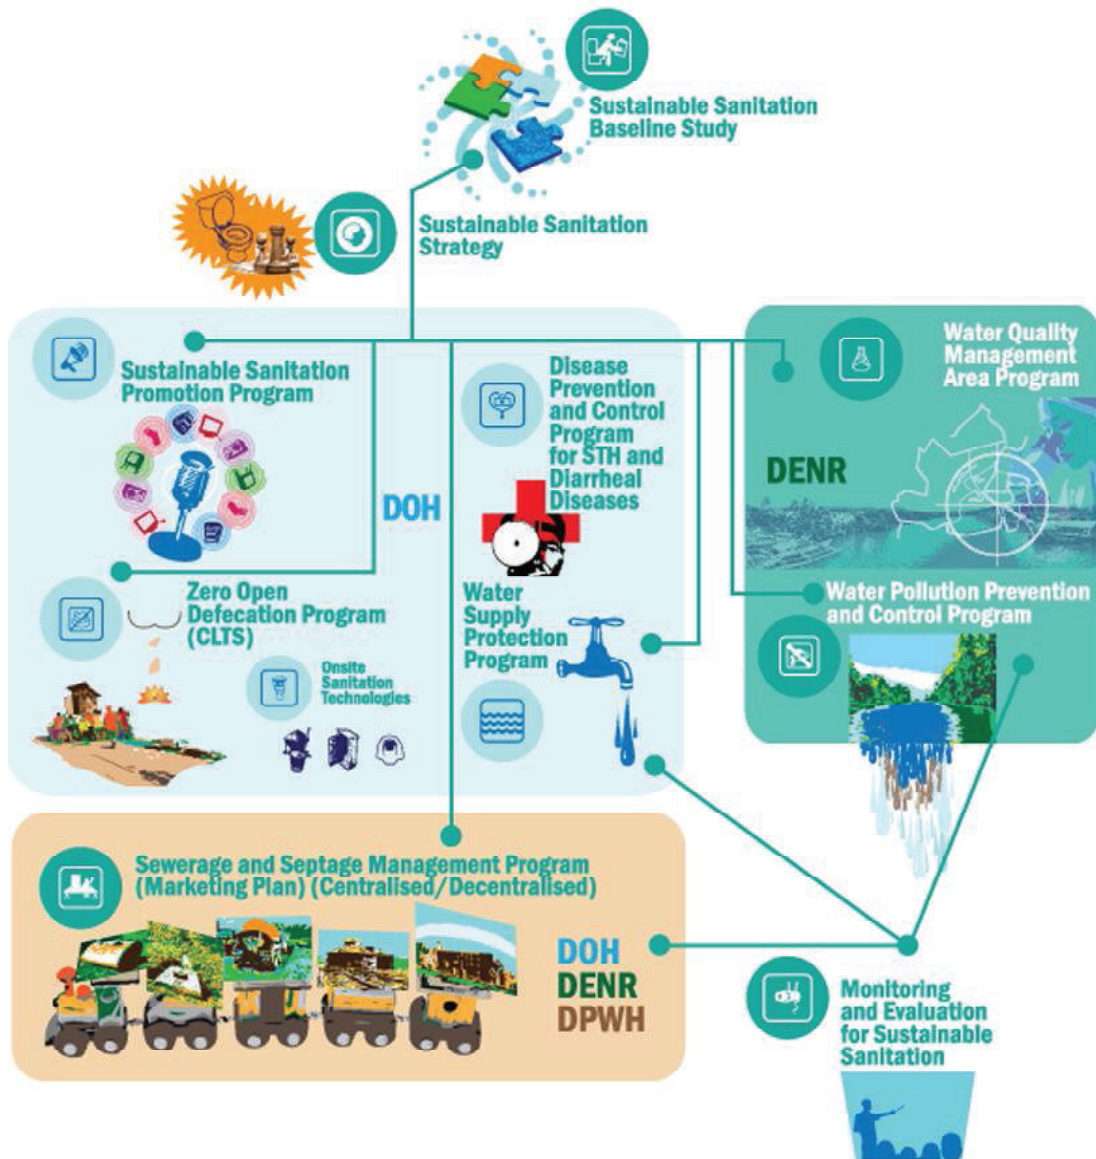 Sustainable Sanitation
Baseline Study
Sustainable Sanitation
Strategy
Sustainable Sanitation
Promotion Program
DOH
Disease
Prevention
and Control
Program
for STH and
Diarrheal
Diseases
Water Quality
Management
Area Program
DENR
Zero Open
Defecation Program
(CLTS)
Onsite
Sanitation
Technologies
Water
Supply
Protection
Program
Water Pollution Prevention
and Control Program
Sewerage and Septage Management Program
(Marketing Plan) (Centralised/Decentralised)
DOH
DENR
DPWH
Monitoring
and Evaluation
for Sustainable
Sanitation